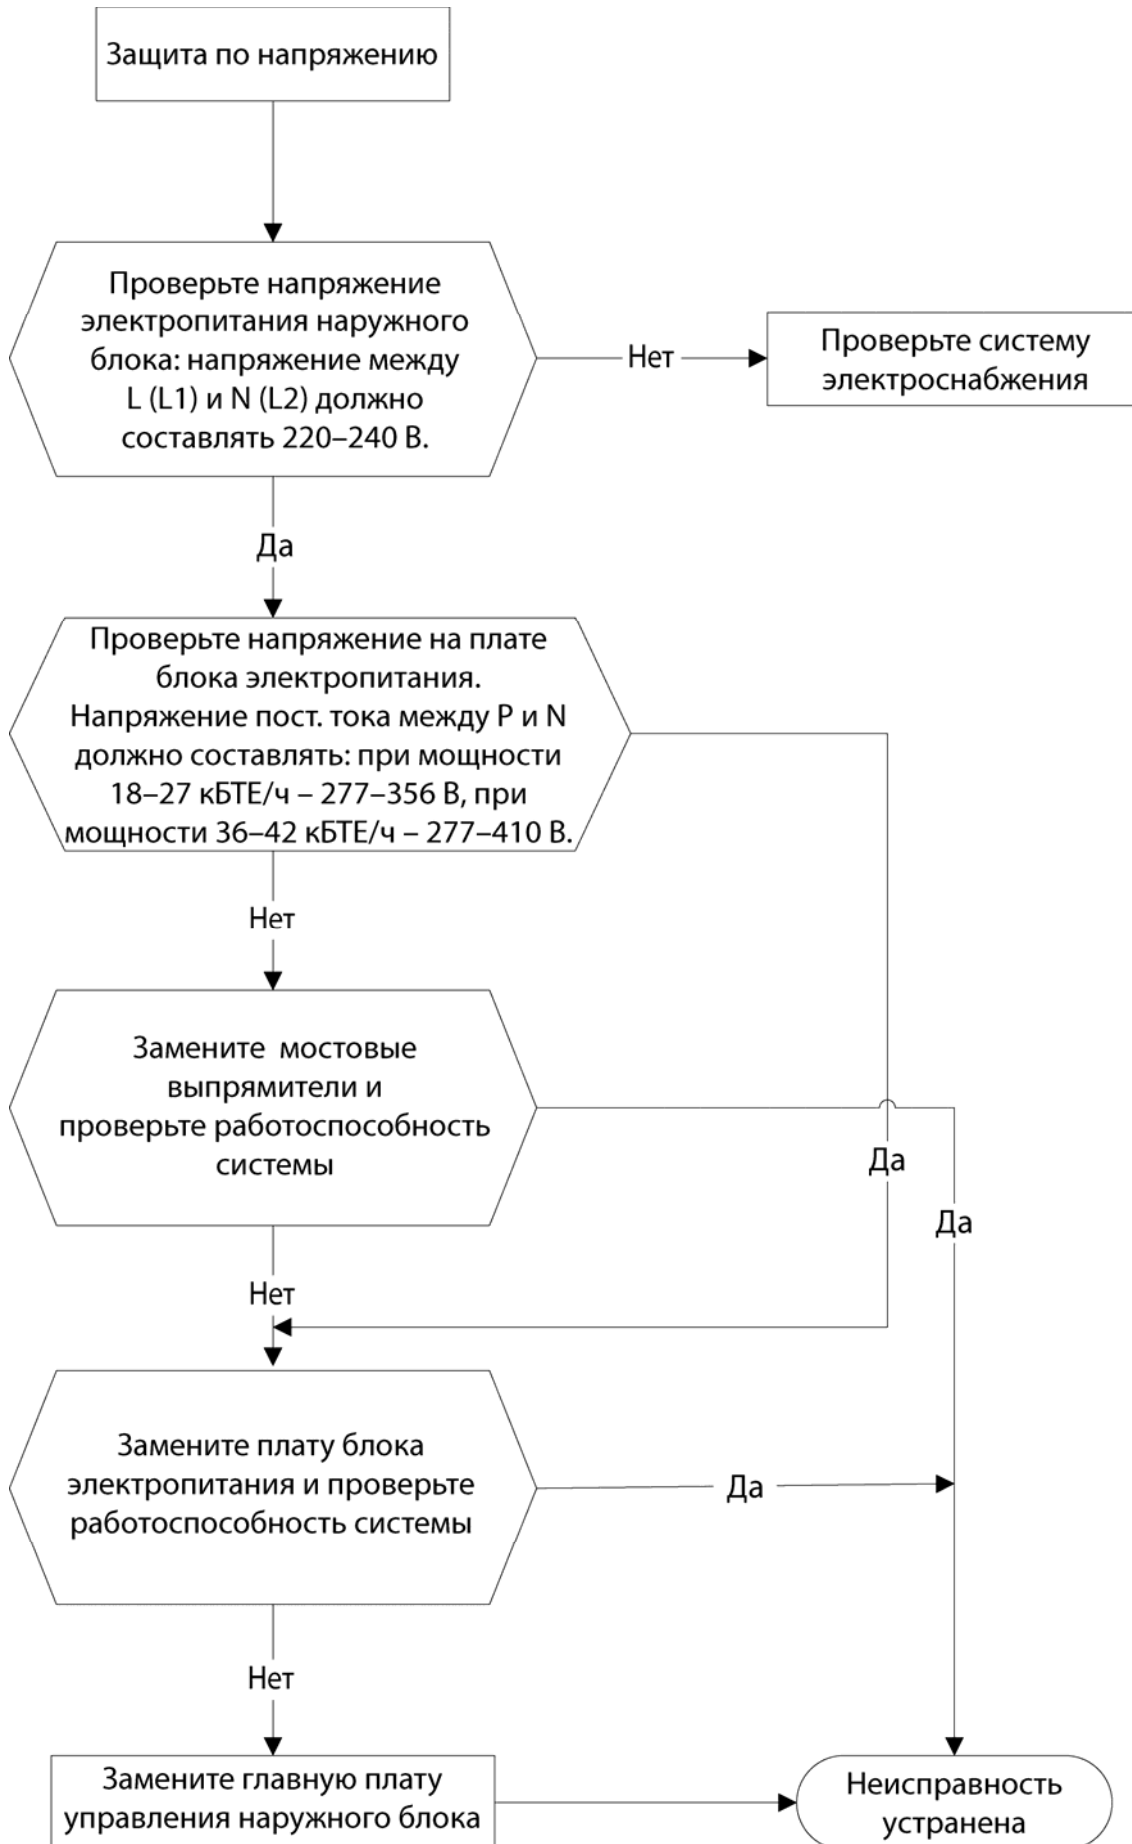 Защита по напряжению
Проверьте напряжение
электропитания наружного
блока: напряжение между
L (L1) и N (L2) должно
составлять 220–240 В.
Нет
Проверьте систему
электроснабжения
Да
Проверьте напряжение на плате
блока электропитания.
Напряжение пост. тока между P и N
должно составлять: при мощности
18–27 кБТЕ/ч – 277–356 В, при
мощности 36–42 кБТЕ/ч – 277–410 В.
Нет
Замените мостовые
выпрямители и
проверьте работоспособность
системы
Да
Да
Нет
Замените плату блока
электропитания и проверьте
работоспособность системы
Да
Нет
Замените главную плату
управления наружного блока
Неисправность
устранена